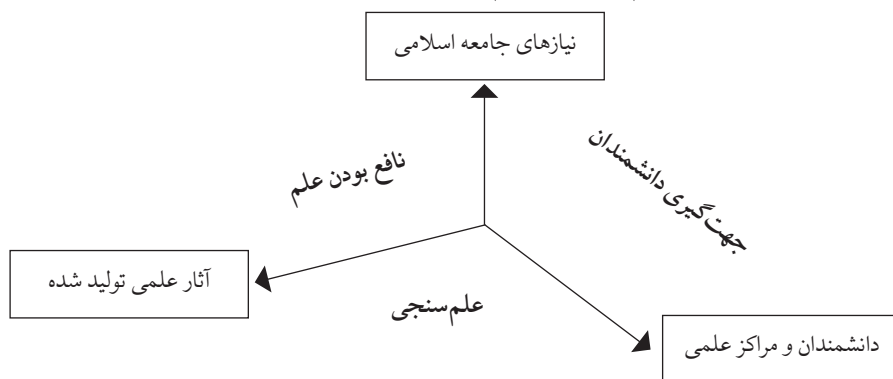 نیازهای جامعه اسلامی
جهت‌گیری دانشمندان
نافع بودن علم
آثار علمی تولید شده
علم‌سنجی
دانشمندان و مراکز علمی